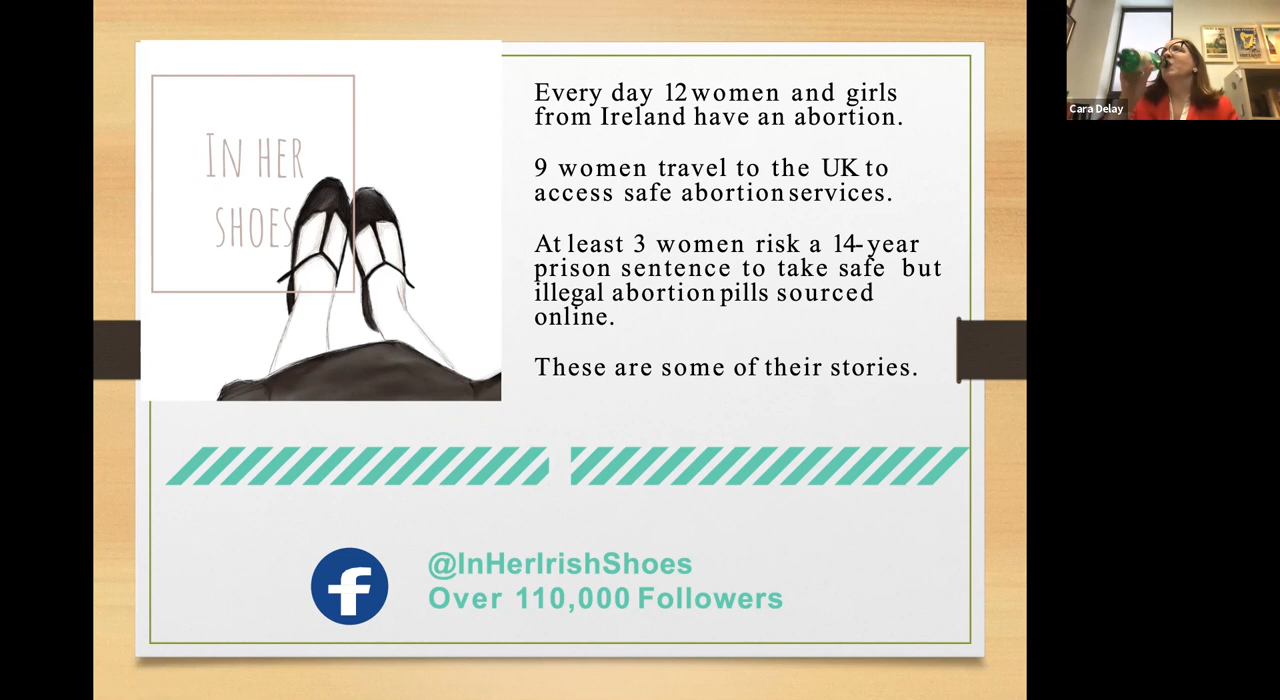 IN HER
SHOES
Every day 12 women and girls
from Ireland have an abortion.
9 women travel to the UK to
access safe abortion services.
At least 3 women risk a 14-year
prison sentence to take safe but
illegal abortion pills sourced
online.
These are some of their stories.
f
@InHerIrishShoes
Over 110,000 Followers
Cara Delay